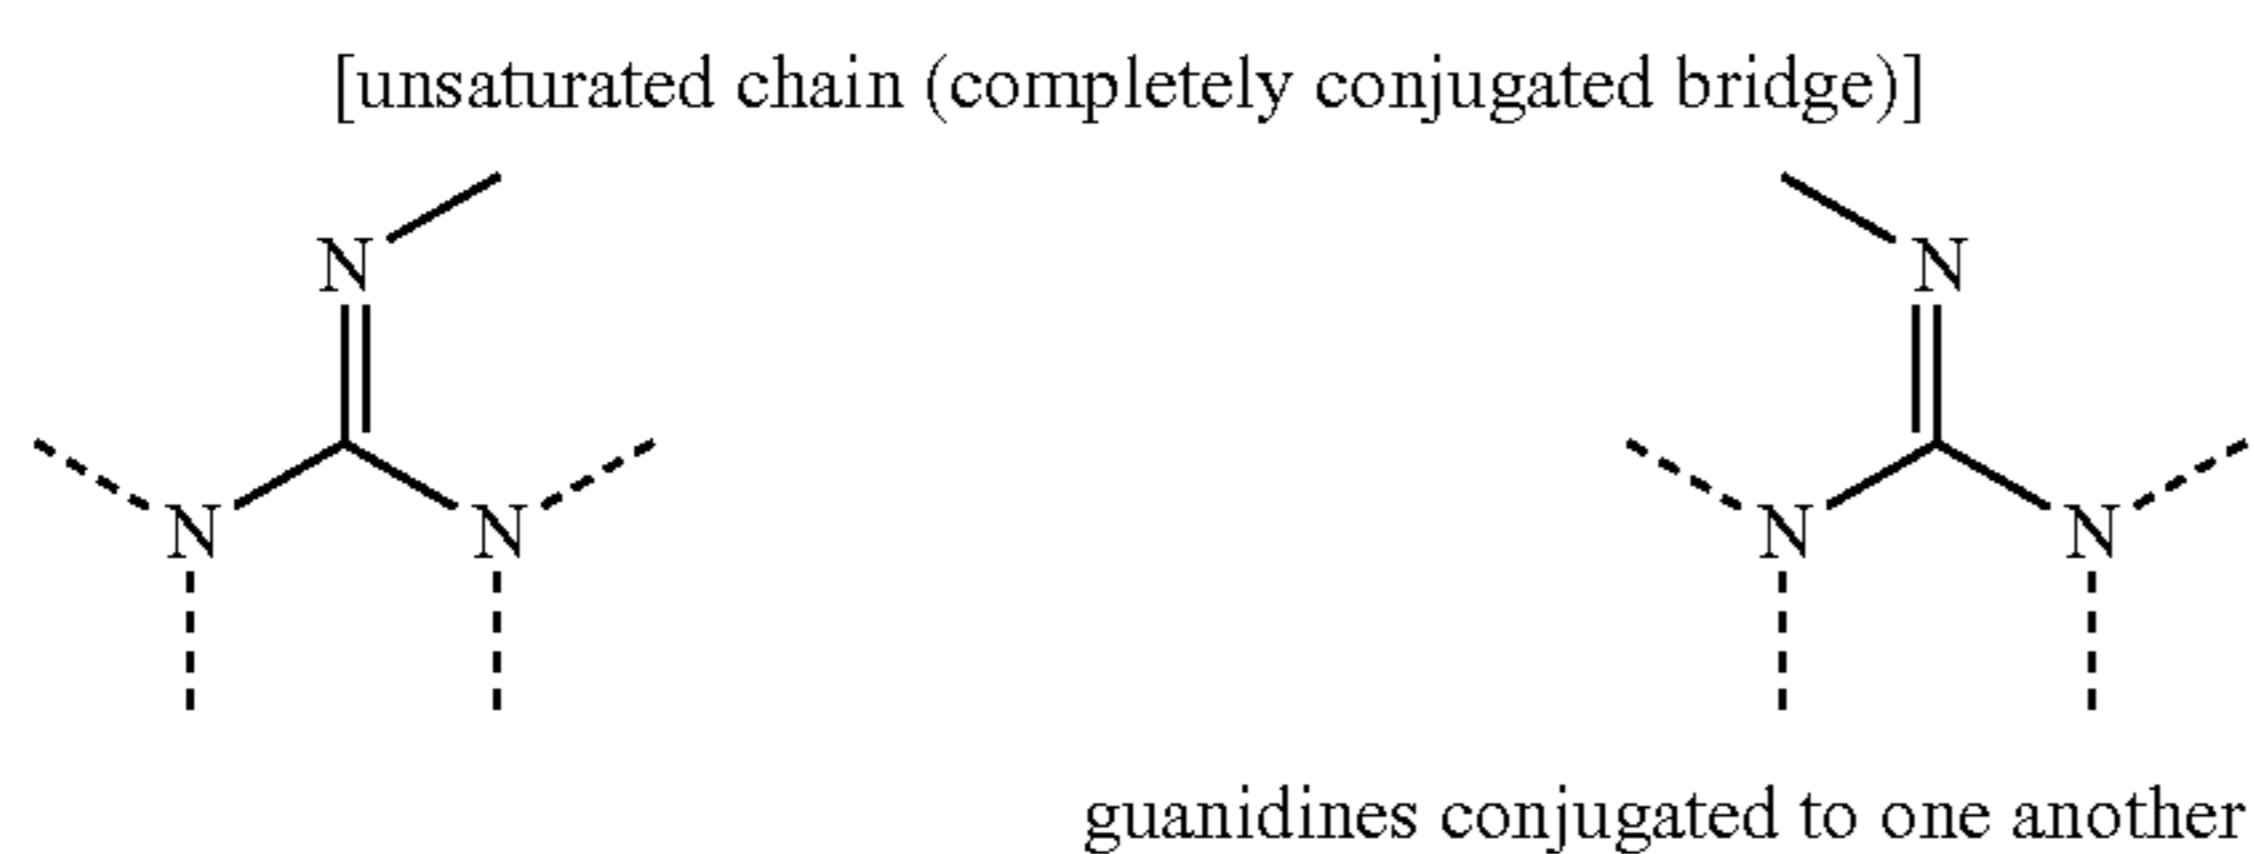 [unsaturated chain (completely conjugated bridge)]
N N
N N N N
guanidines conjugated to one another